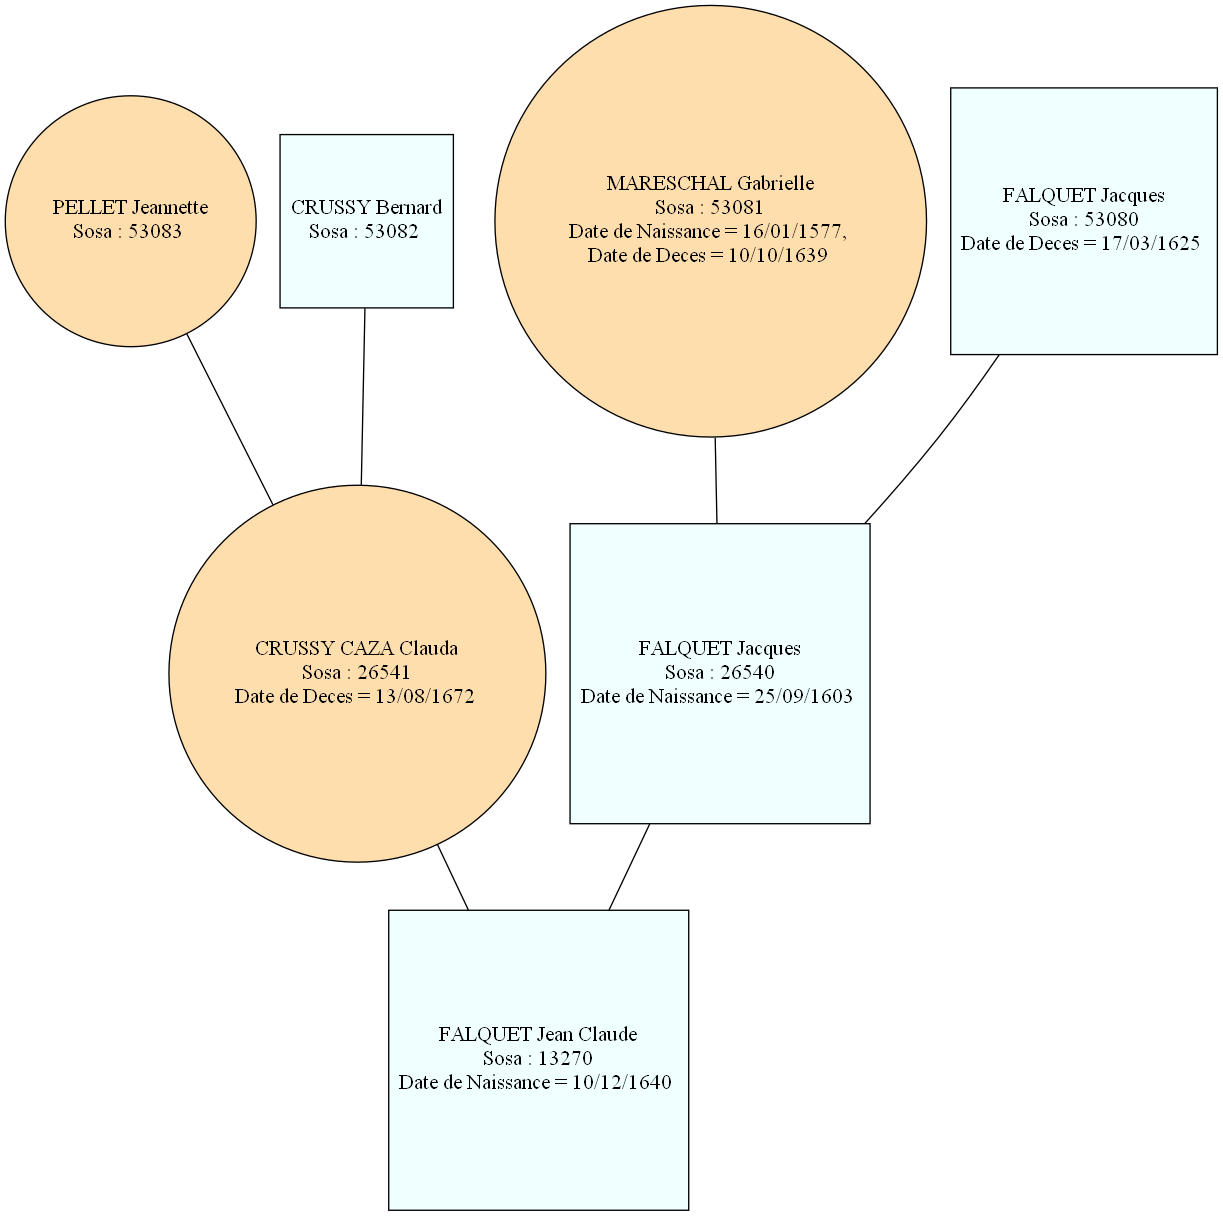 PELLET Jeannette
Sosa : 53083
CRUSSY Bernard
Sosa : 53082
MARESCHAL Gabrielle
Sosa : 53081
Date de Naissance = 16/01/1577,
Date de Deces = 10/10/1639
FALQUET Jacques
Sosa : 53080
Date de Deces = 17/03/1625
CRUSSY CAZA Clauda
Sosa : 26541
Date de Deces = 13/08/1672
FALQUET Jacques
Sosa : 26540
Date de Naissance = 25/09/1603
FALQUET Jean Claude
Sosa : 13270
Date de Naissance = 10/12/1640